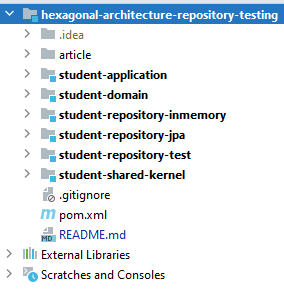 hexagonal-architecture-repository-testing
.idea
article
student-application
student-domain
student-repository-inmemory
student-repository-jpa
student-repository-test
student-shared-kernel
.gitignore
m pom.xml
MD README.md
External Libraries
Scratches and Consoles